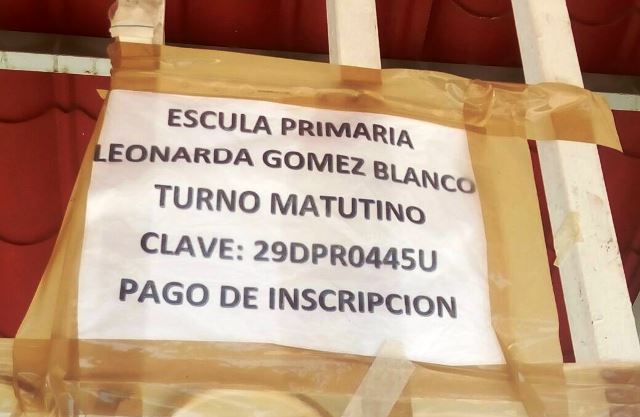 ESCULA PRIMARIA
LEONARDA GOMEZ BLANCO
TURNO MATUTINO
CLAVE: 29DPR0445U
PAGO DE INSCRIPCION